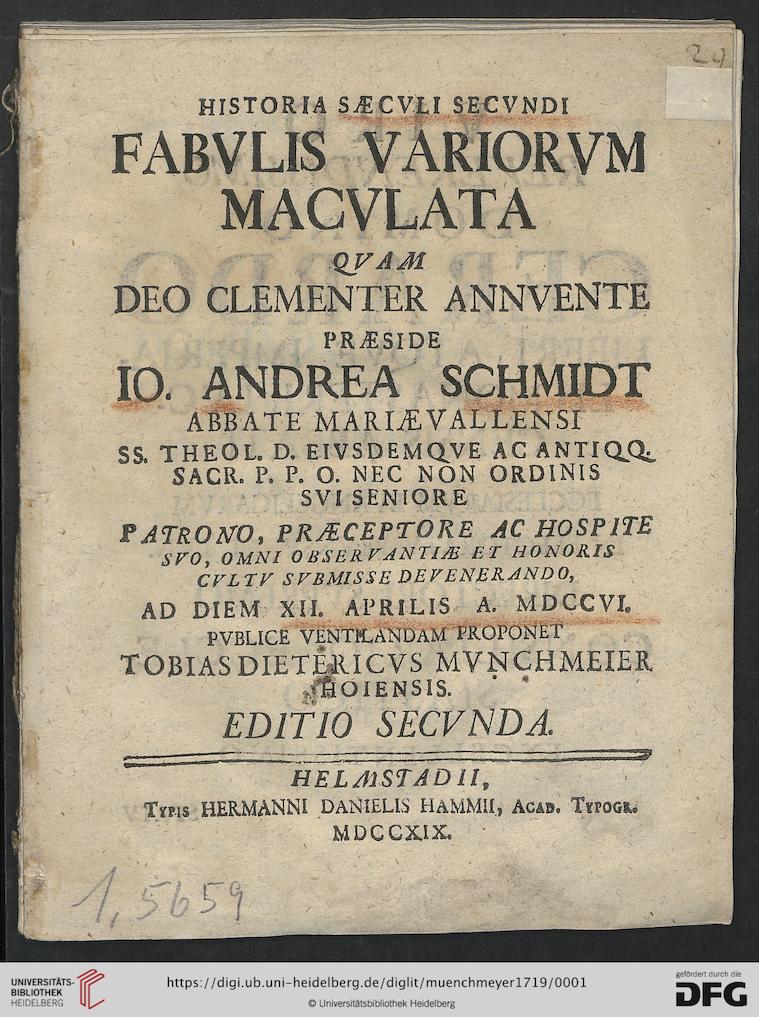 29
HISTORIA SÆCVLI SECVNDI
FABVLIS VARIORVM
MACVLATA
QVAM
DEO CLEMENTER ANNVENTE
PRÆSIDE
IO. ANDREA SCHMIDT
ABBATE MARIÆVALLENSI
SS. THEOL. D. EIVSDEMQVE AC ANTIQQ.
SACR. P. P. O. NEC NON ORDINIS
SVI SENIORE
PATRONO, PRÆCEPTORE AC HOSPITE
SVO, OMNI OBSERVANTIÆ ET HONORIS
CVLTV SVBMISSE DEVENERANDO,
AD DIEM XII. APRILIS A. MDCCVI.
PVBLICE VENTILANDAM PROPONET
TOBIAS DIETERICVS MVNCHMEIER
HOIENSIS.
EDITIO SECVNDA.
HELMSTADII,
TYPIS HERMANNI DANIELIS HAMMII, ACAD. TYPOGR.
MDCCXIX.
1, 5659
UNIVERSITÄTS-
BIBLIOTHEK
HEIDELBERG
https://digi.ub.uni-heidelberg.de/diglit/muenchmeyer1719/0001
© Universitätsbibliothek Heidelberg
gefördert durch die
DFG